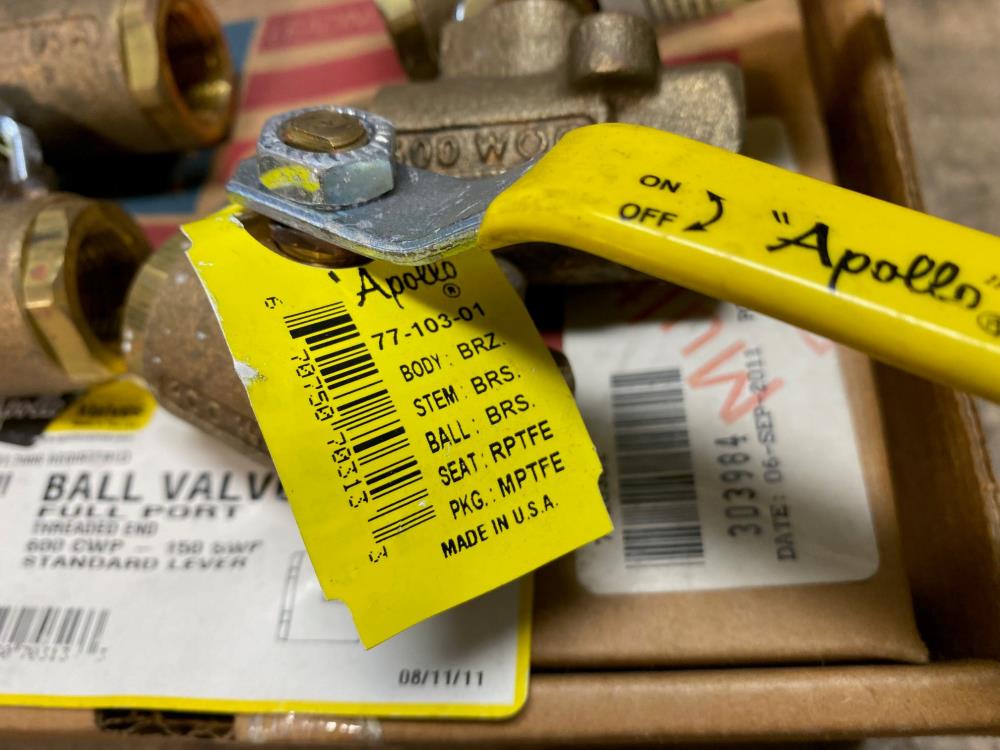 600 WOG
ON
OFF
"Apollo"®
"Apollo"®
77-103-01
BODY: BRZ.
STEM: BRS.
BALL: BRS.
SEAT: RPTFE
PKG.: MPTFE
MADE IN U.S.A.
BALL VALVE
FULL PORT
THREADED END
600 CWP - 150 SWP
STANDARD LEVER
08/11/11
303984
DATE: 06-SEP-2011